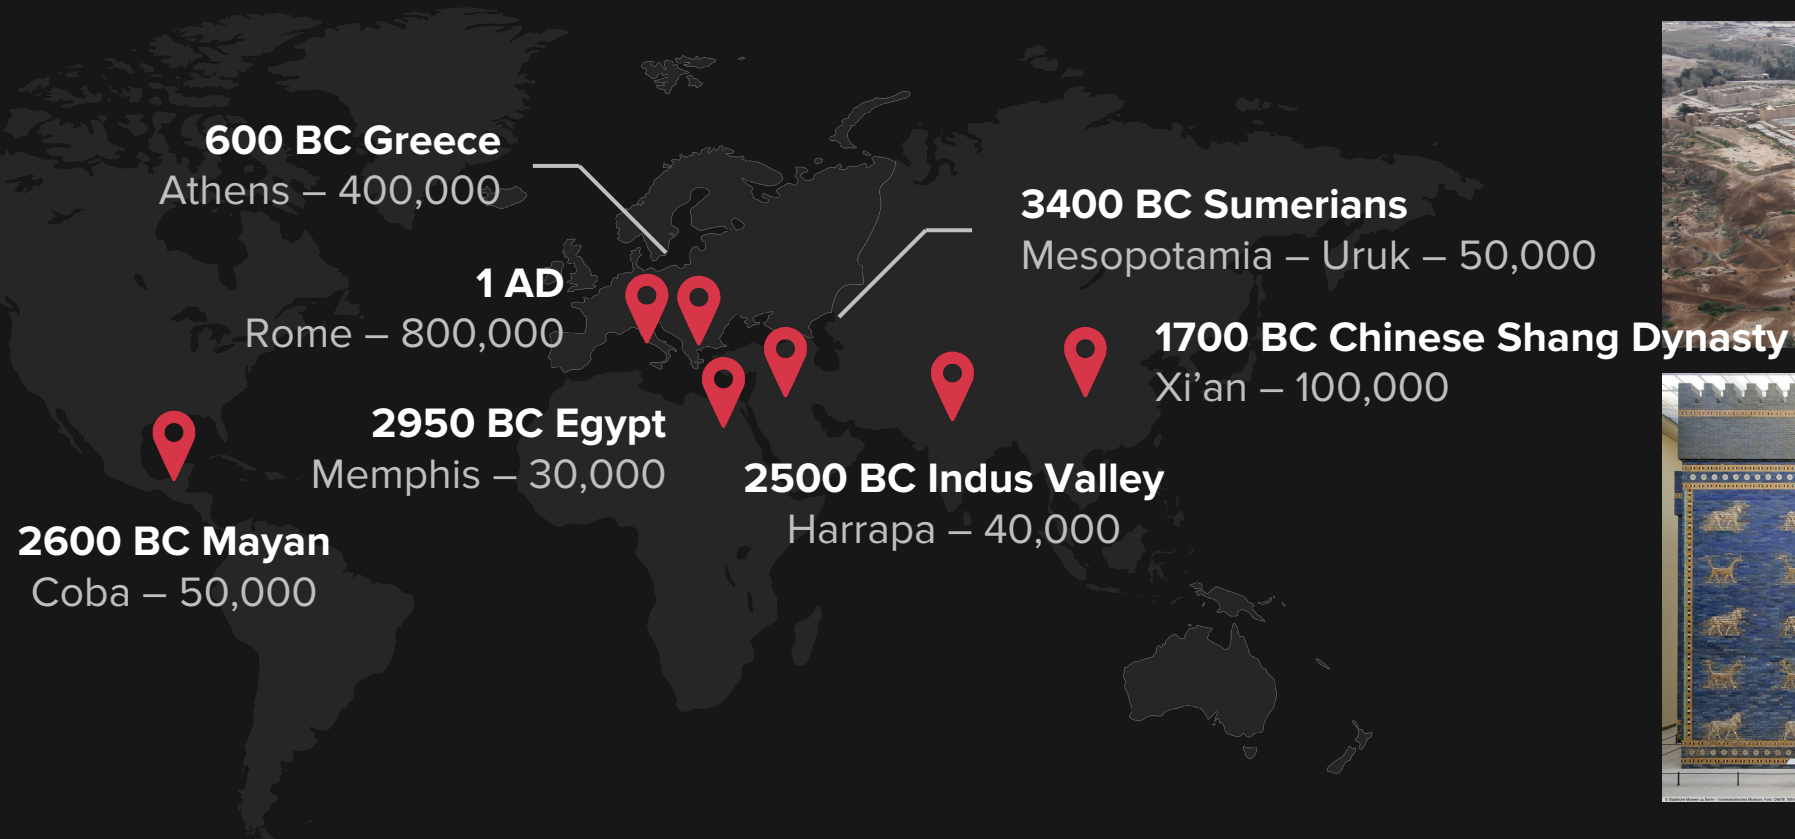 600 BC Greece
Athens – 400,000
3400 BC Sumerians
Mesopotamia – Uruk – 50,000
1 AD
Rome – 800,000
1700 BC Chinese Shang Dynasty
Xi’an – 100,000
2950 BC Egypt
Memphis – 30,000
2500 BC Indus Valley
Harrapa – 40,000
2600 BC Mayan
Coba – 50,000